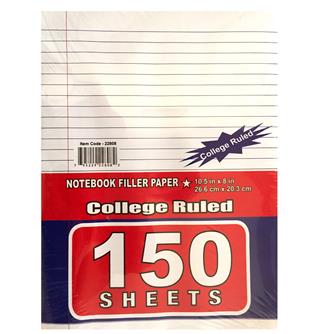 College Ruled
Item Code - 22808
NOTEBOOK FILLER PAPER ★ 10.5 in x 8 in
26.6 cm x 20.3 cm
College Ruled
150
SHEETS